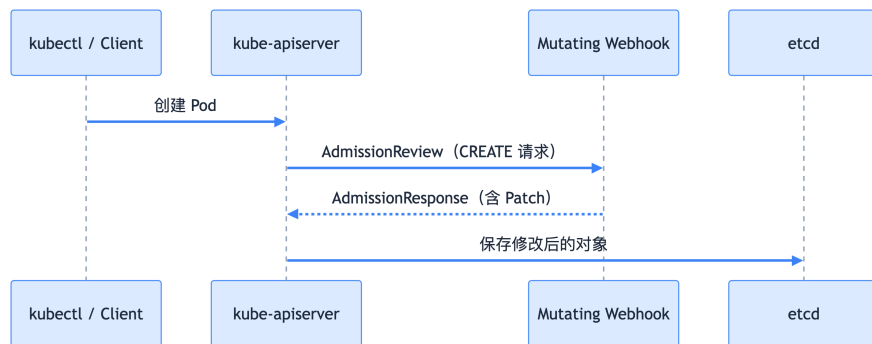 kubectl / Client
kube-apiserver
Mutating Webhook
etcd
创建 Pod
AdmissionReview（CREATE 请求）
AdmissionResponse（含 Patch）
保存修改后的对象
kubectl / Client
kube-apiserver
Mutating Webhook
etcd